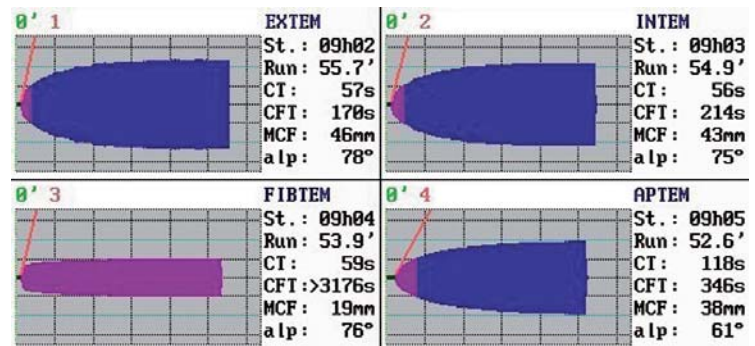 0' 1 EXTEM
St.: 09h02
Run: 55.7'
CT: 57s
CFT: 170s
MCF: 46mm
alp: 78°
0' 2 INTEM
St.: 09h03
Run: 54.9'
CT: 56s
CFT: 214s
MCF: 43mm
alp: 75°
0' 3 FIBTEM
St.: 09h04
Run: 53.9'
CT: 59s
CFT:>3176s
MCF: 19mm
alp: 76°
0' 4 APTEM
St.: 09h05
Run: 52.6'
CT: 118s
CFT: 346s
MCF: 38mm
alp: 61°